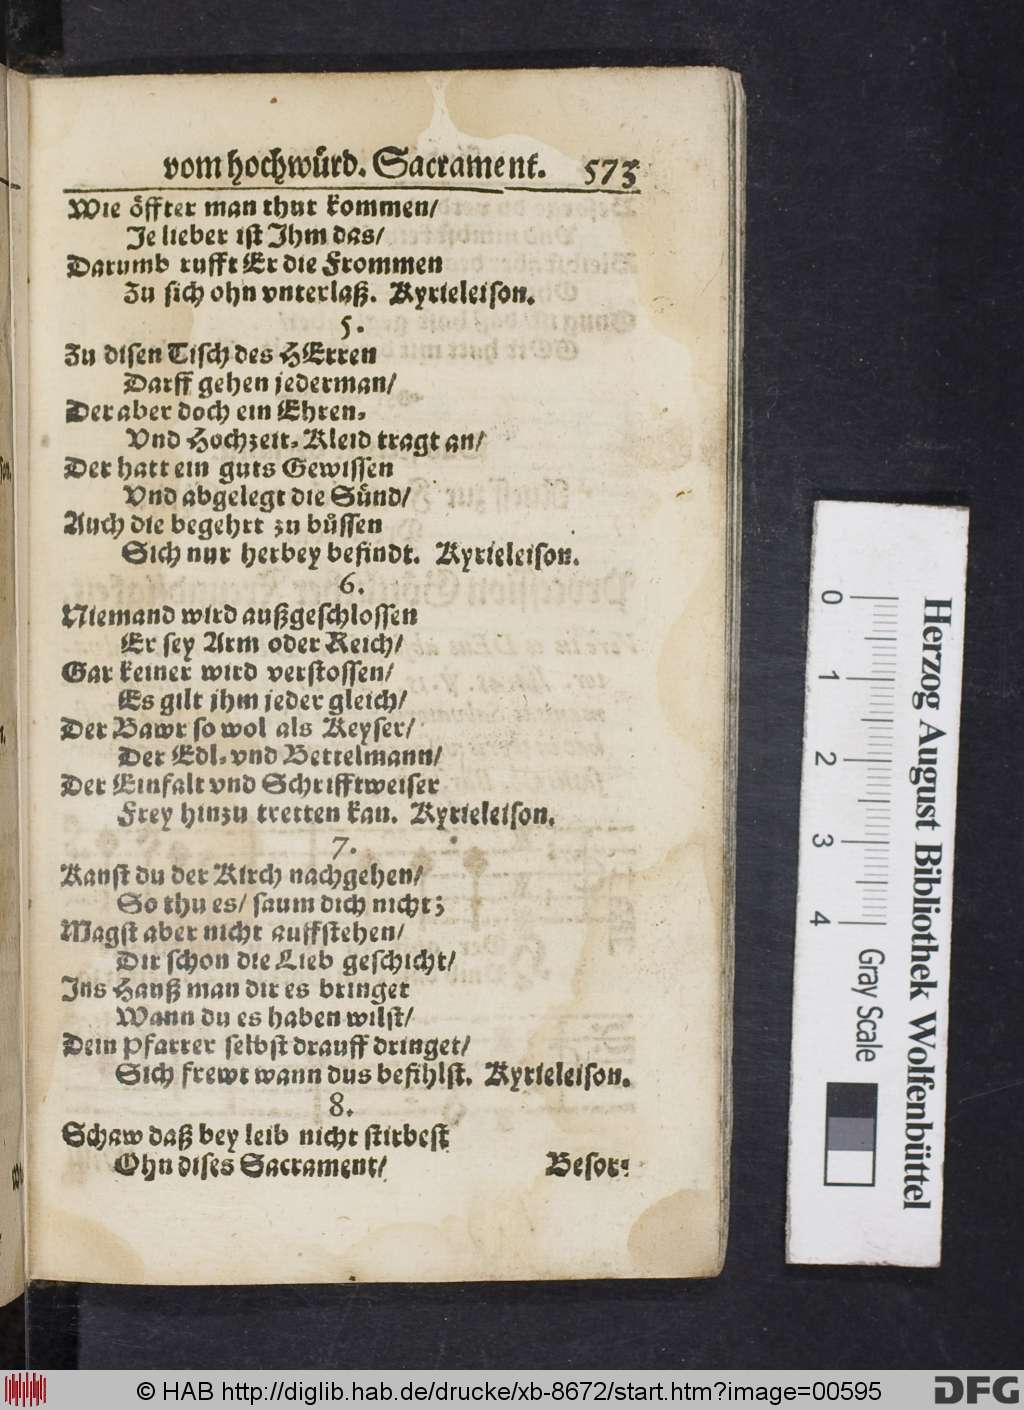 vom hochwürd. Sacrament. 573
Wie öffter man thut kommen/
Je lieber ist Ihm das/
Darumb rufft Er die Frommen
Zu sich ohn vnterlaß. Kyrieleison.
5.
Zu disen Tisch des HErren
Darff gehen jederman/
Der aber doch ein Ehren-
Vnd Hochzeit-Kleid tragt an/
Der hatt ein guts Gewissen
Vnd abgelegt die Sünd/
Auch die begehrt zu büssen
Sich nur herbey befindt. Kyrieleison.
6.
Niemand wird außgeschlossen
Er sey Arm oder Reich/
Gar keiner wird verstossen/
Es gilt ihm jeder gleich/
Der Bawr so wol als Keyser/
Der Edl- vnd Bettelmann/
Der Einfalt vnd Schrifftweiser
Frey hinzu tretten kan. Kyrieleison.
7.
Kanst du der Kirch nachgehen/
So thu es/ saum dich nicht;
Magst aber nicht auffstehen/
Dir schon die Lieb geschicht/
Ins Hauß man dir es bringet
Wann du es haben wilst/
Dein Pfarrer selbst drauff dringet/
Sich frewt wann dus befihlst. Kyrieleison.
8.
Schaw daß bey leib nicht stirbest
Ohn dises Sacrament/
Besor-
0 1 2 3 4
Gray Scale
Herzog August Bibliothek Wolfenbüttel
© HAB http://diglib.hab.de/drucke/xb-8672/start.htm?image=00595
DFG